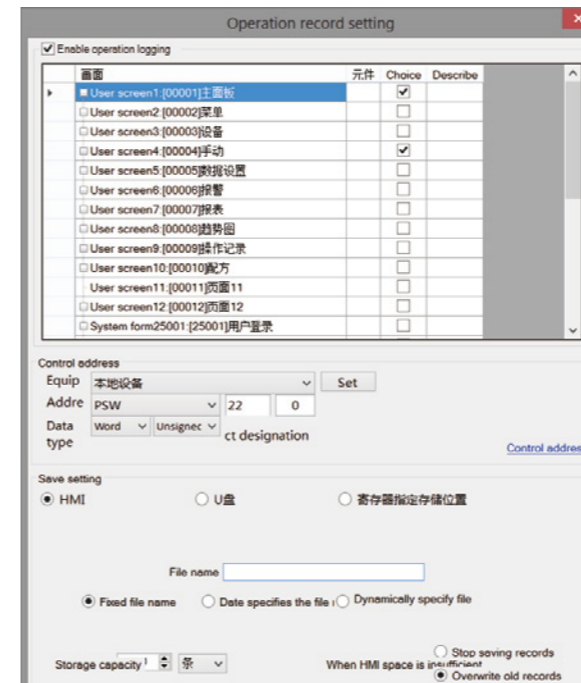 Operation record setting
Enable operation logging
画面 元件 Choice Describe
User screen1:[00001]主面板
User screen2:[00002]菜单
User screen3:[00003]设备
User screen4:[00004]手动
User screen5:[00005]数据设置
User screen6:[00006]报警
User screen7:[00007]报表
User screen8:[00008]趋势图
User screen9:[00009]操作记录
User screen10:[00010]配方
User screen11:[00011]页面11
User screen12:[00012]页面12
System form25001:[25001]用户登录
Control address
Equip 本地设备 Set
Addre PSW 22 0
Data type Word Unsignec ct designation
Control addres
Save setting
HMI U盘 寄存器指定存储位置
File name
Fixed file name Date specifies the file Dynamically specify file
Stop saving records
Storage capacity 条 When HMI space is insufficient
Overwrite old records